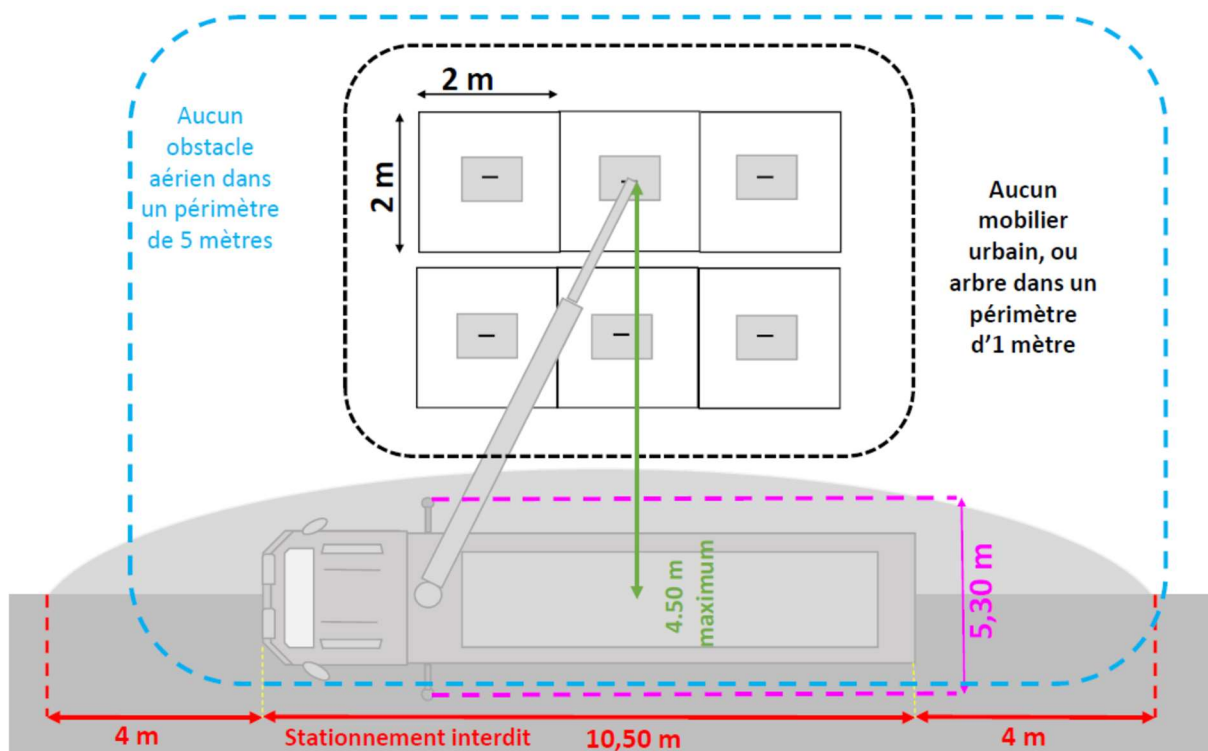 2 m
2 m
Aucun
obstacle
aérien dans
un périmètre
de 5 mètres
Aucun
mobilier
urbain, ou
arbre dans un
périmètre
d'1 mètre
4.50 m
maximum
5,30 m
4 m
Stationnement interdit
10,50 m
4 m